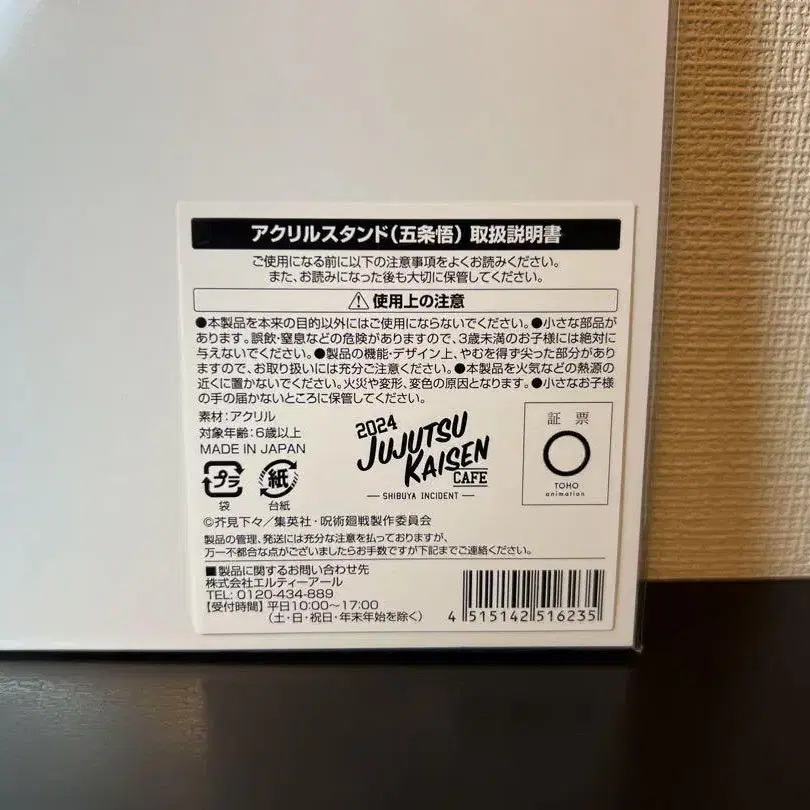 アクリルスタンド(五条悟) 取扱説明書
ご使用になる前に以下の注意事項をよくお読みください。
また、お読みになった後も大切に保管してください。
⚠使用上の注意
●本製品を本来の目的以外にはご使用にならないでください。●小さな部品が
あります。誤飲・窒息などの危険がありますので、3歳未満のお子様には絶対に
与えないでください。●製品の機能・デザイン上、やむを得ず尖った部分があり
ますので、お取り扱いには充分ご注意ください。●本製品を火気などの熱源の
近くに置かないでください。火災や変形、変色の原因となります。●小さなお子様
の手の届かないところに保管してください。
素材:アクリル
対象年齢:6歳以上
MADE IN JAPAN
プラ
袋
紙
台紙
2024
JUJUTSU
KAISEN
CAFE
SHIBUYA INCIDENT
証票
TOHO
animation
©芥見下々/集英社・呪術廻戦製作委員会
製品の管理、発送には充分な注意を払っておりますが、
万一不都合な点がございましたらお手数ですが下記までご連絡ください。
■製品に関するお問い合わせ先
株式会社エルティーアール
TEL: 0120-434-889
【受付時間】平日10:00~17:00
(土・日・祝日・年末年始を除く)
4 515142 516235